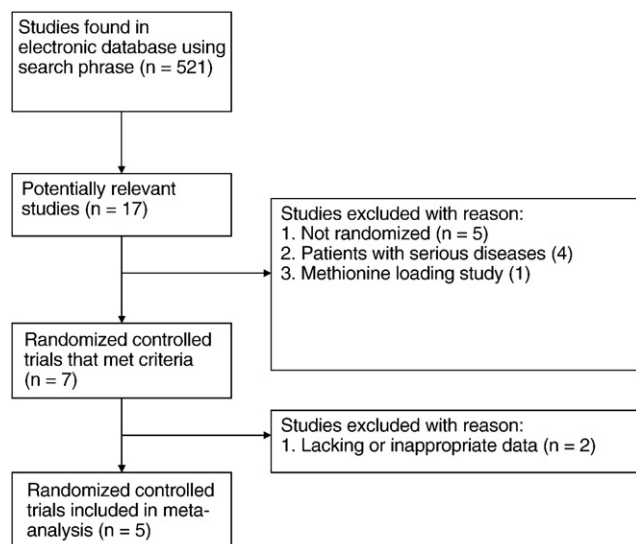 Studies found in
electronic database using
search phrase (n = 521)
Potentially relevant
studies (n = 17)
Studies excluded with reason:
1. Not randomized (n = 5)
2. Patients with serious diseases (4)
3. Methionine loading study (1)
Randomized controlled
trials that met criteria
(n = 7)
Studies excluded with reason:
1. Lacking or inappropriate data (n = 2)
Randomized controlled
trials included in meta-
analysis (n = 5)